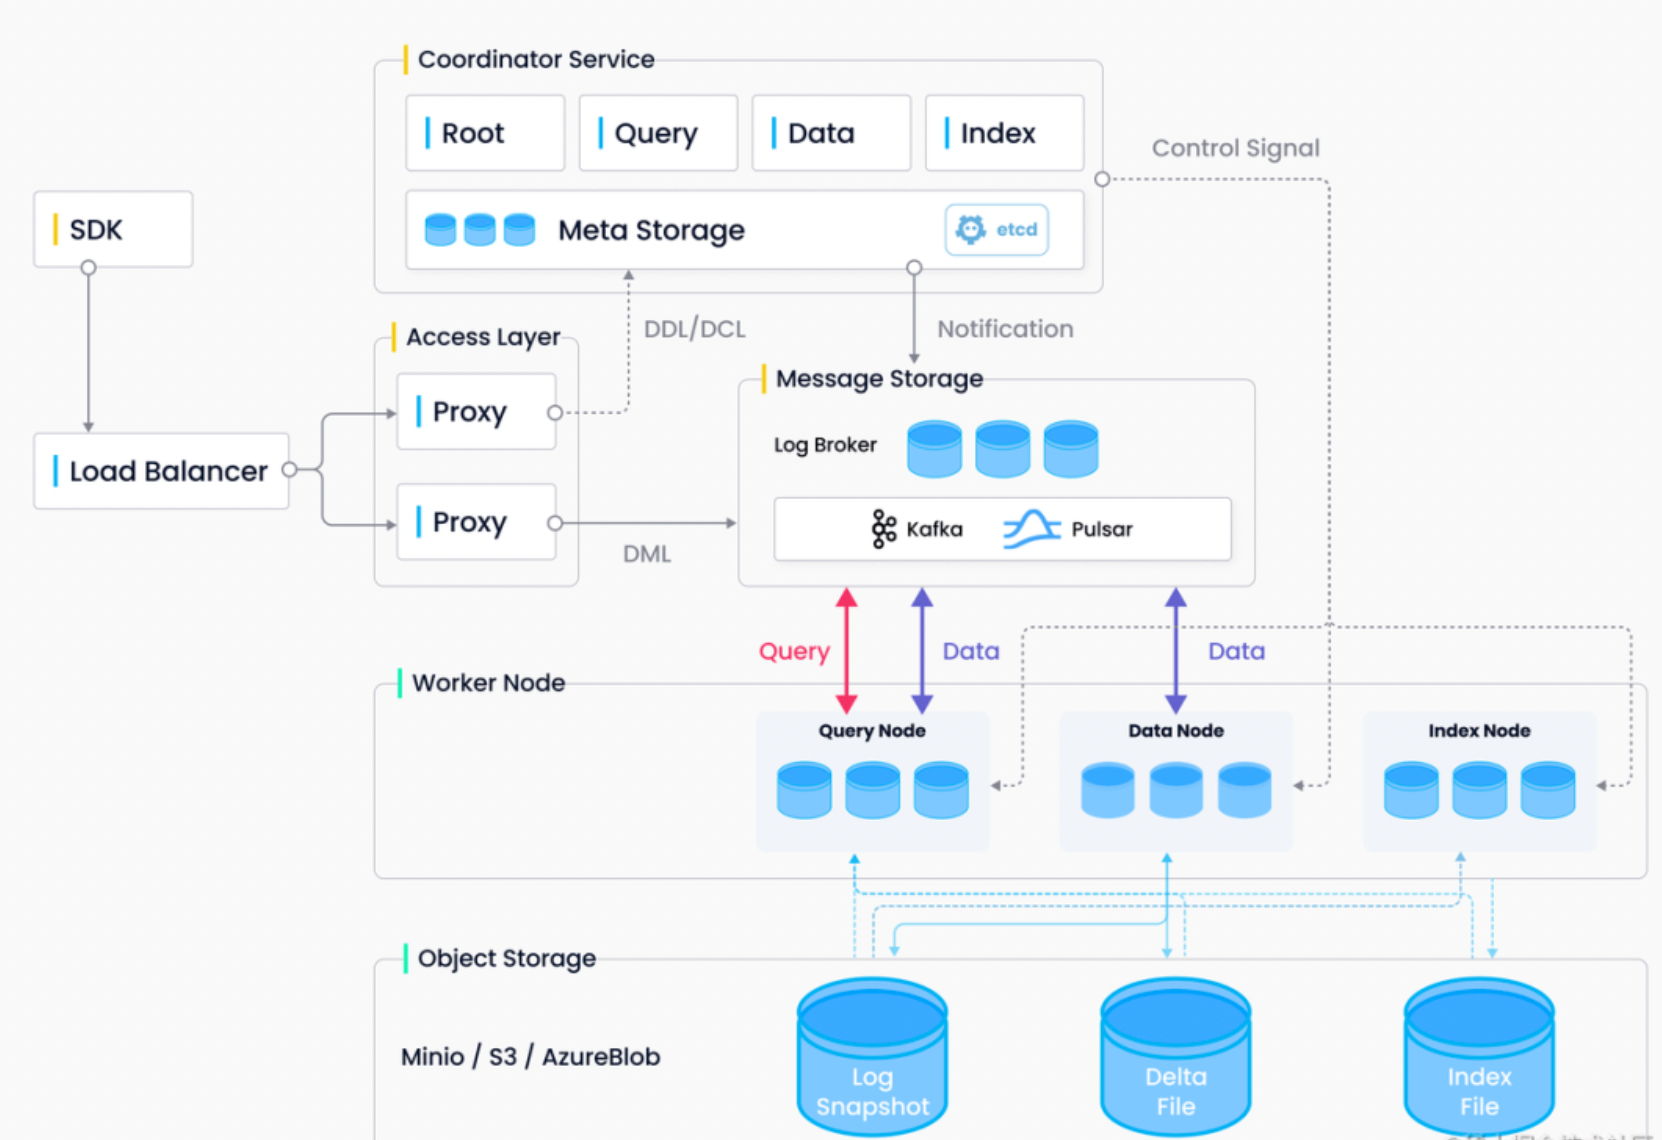 Coordinator Service
Root
Query
Data
Index
Control Signal
SDK
Meta Storage
etcd
DDL/DCL
Notification
Access Layer
Message Storage
Proxy
Log Broker
Load Balancer
Proxy
Kafka
Pulsar
DML
Query
Data
Data
Worker Node
Query Node
Data Node
Index Node
Object Storage
Minio / S3 / AzureBlob
Log
Snapshot
Delta
File
Index
File